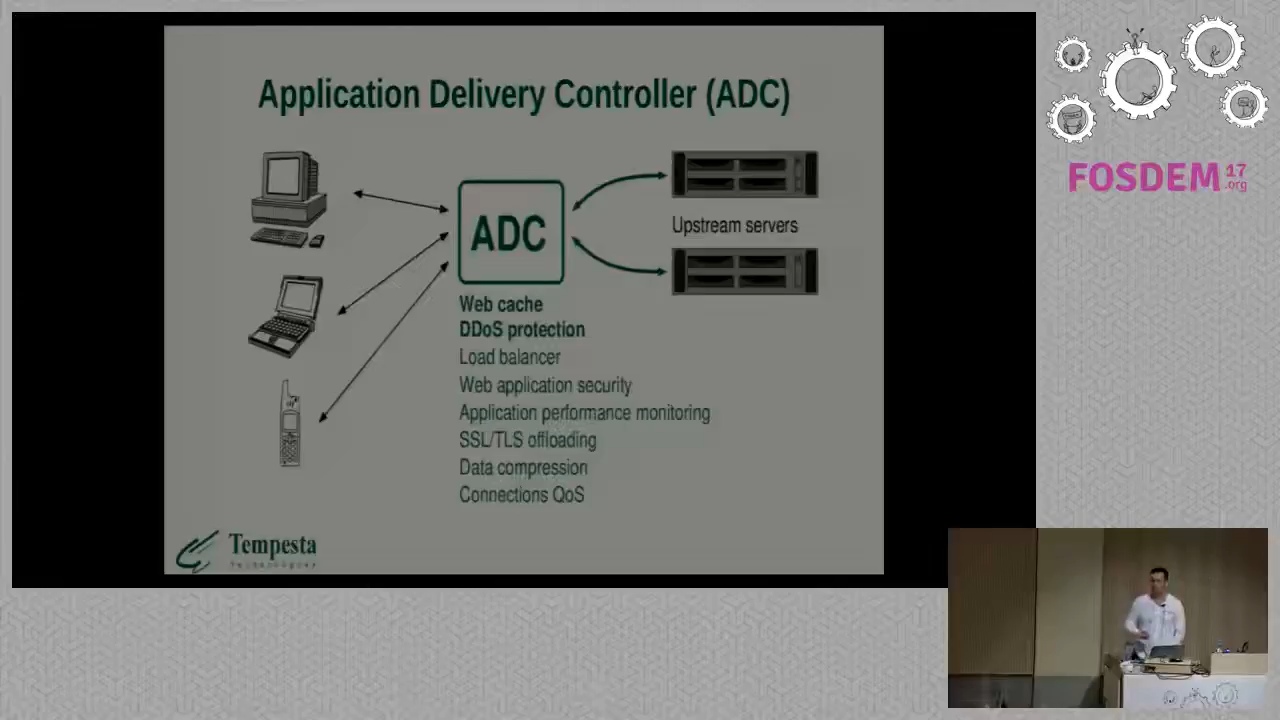 Application Delivery Controller (ADC)
ADC
Upstream servers
Web cache
DDoS protection
Load balancer
Web application security
Application performance monitoring
SSL/TLS offloading
Data compression
Connections QoS
Tempesta
Technologies
FOSDEM 17
.org